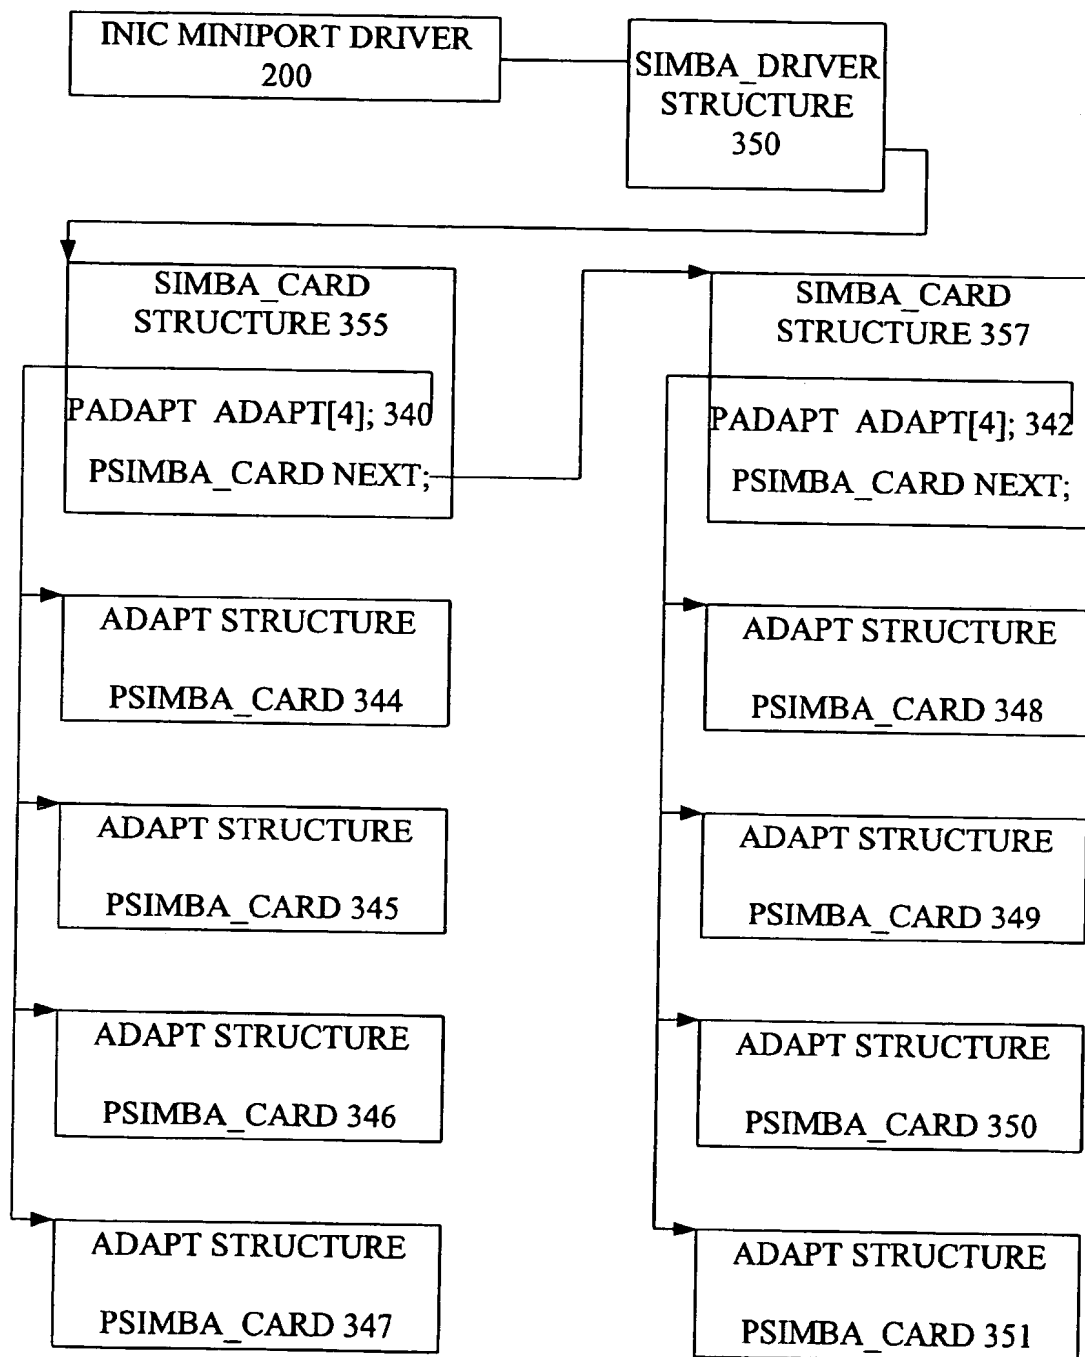 INIC MINIPORT DRIVER
200
SIMBA_DRIVER
STRUCTURE
350
SIMBA_CARD
STRUCTURE 355
PADAPT ADAPT[4]; 340
PSIMBA_CARD NEXT;
SIMBA_CARD
STRUCTURE 357
PADAPT ADAPT[4]; 342
PSIMBA_CARD NEXT;
ADAPT STRUCTURE
PSIMBA_CARD 344
ADAPT STRUCTURE
PSIMBA_CARD 345
ADAPT STRUCTURE
PSIMBA_CARD 346
ADAPT STRUCTURE
PSIMBA_CARD 347
ADAPT STRUCTURE
PSIMBA_CARD 348
ADAPT STRUCTURE
PSIMBA_CARD 349
ADAPT STRUCTURE
PSIMBA_CARD 350
ADAPT STRUCTURE
PSIMBA_CARD 351